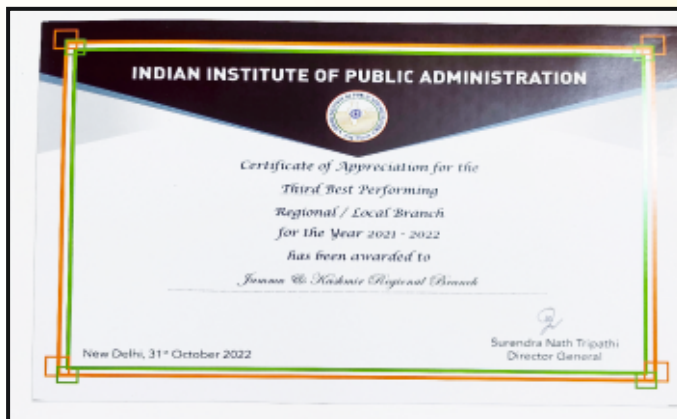 INDIAN INSTITUTE OF PUBLIC ADMINISTRATION
Certificate of Appreciation for the
Third Best Performing
Regional / Local Branch
for the Year 2021 - 2022
has been awarded to
Jammu & Kashmir Regional Branch
Surendra Nath Tripathi
New Delhi, 31st October 2022
Director General